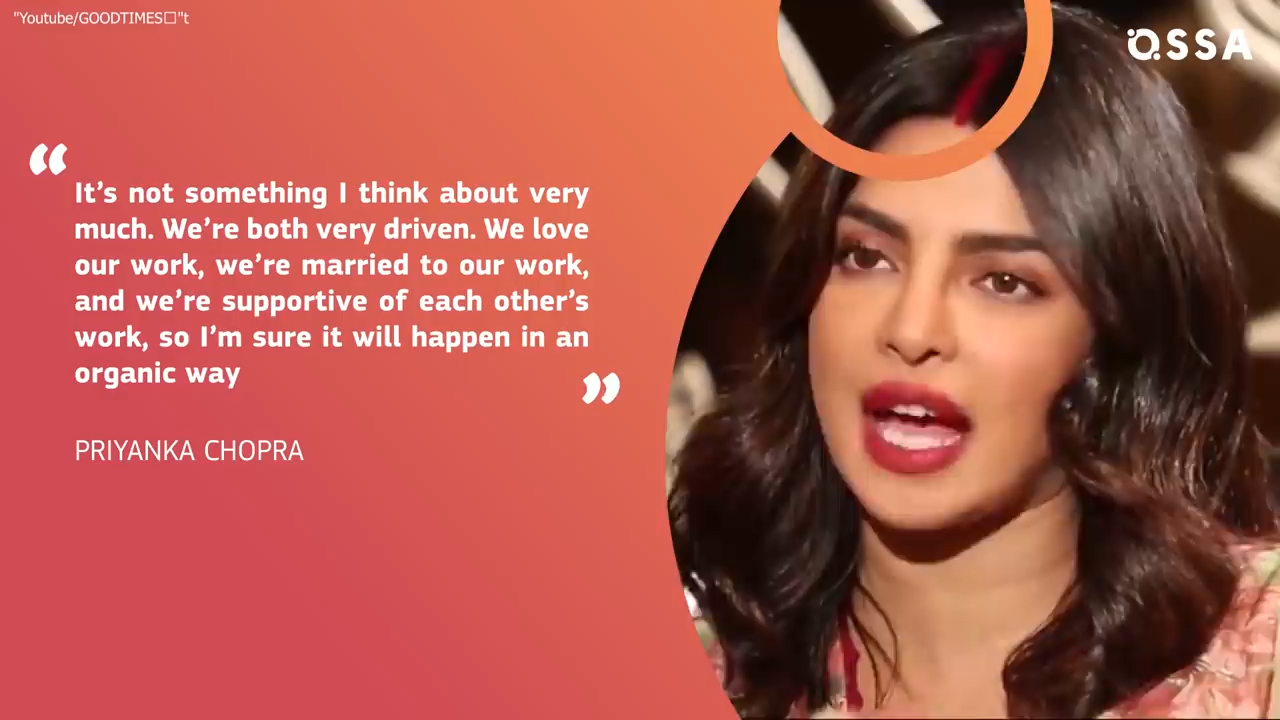 "Youtube/GOODTIMES□"t
QSSA
“
It’s not something I think about very
much. We’re both very driven. We love
our work, we’re married to our work,
and we’re supportive of each other’s
work, so I’m sure it will happen in an
organic way
”
PRIYANKA CHOPRA